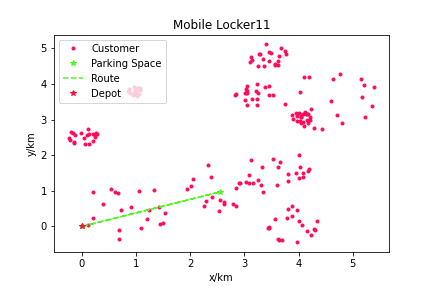 Mobile Locker11
Customer
Parking Space
Route
Depot
y/km
5
4
3
2
1
0
0
1
2
3
4
5
x/km